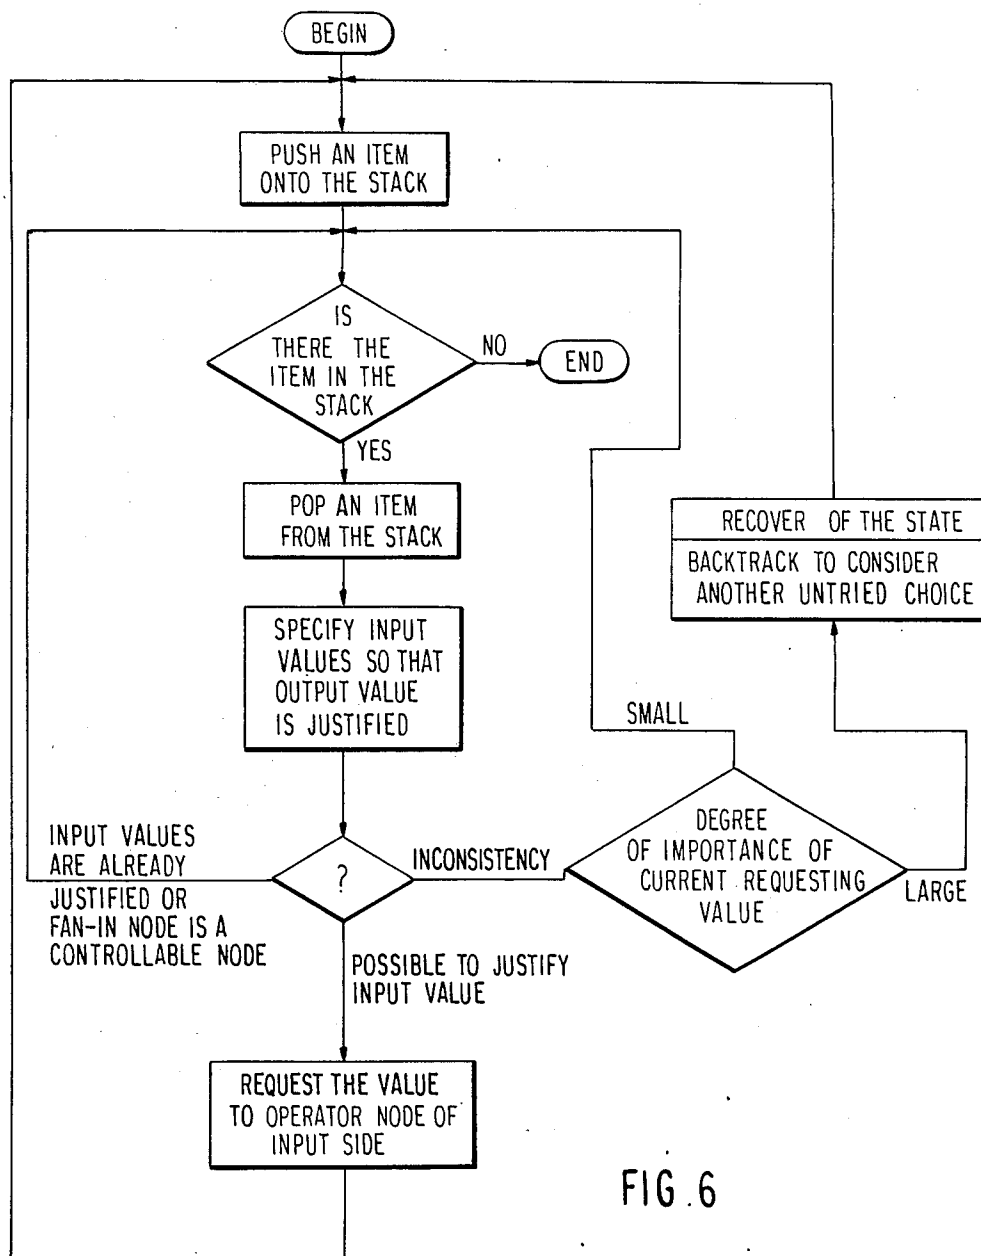 BEGIN
PUSH AN ITEM
ONTO THE STACK
IS
THERE THE
ITEM IN THE
STACK
NO
END
YES
POP AN ITEM
FROM THE STACK
RECOVER OF THE STATE
BACKTRACK TO CONSIDER
ANOTHER UNTRIED CHOICE
SPECIFY INPUT
VALUES SO THAT
OUTPUT VALUE
IS JUSTIFIED
SMALL
INPUT VALUES
ARE ALREADY
JUSTIFIED OR
FAN-IN NODE IS A
CONTROLLABLE NODE
?
INCONSISTENCY
DEGREE
OF IMPORTANCE OF
CURRENT REQUESTING
VALUE
LARGE
POSSIBLE TO JUSTIFY
INPUT VALUE
REQUEST THE VALUE
TO OPERATOR NODE OF
INPUT SIDE
FIG.6